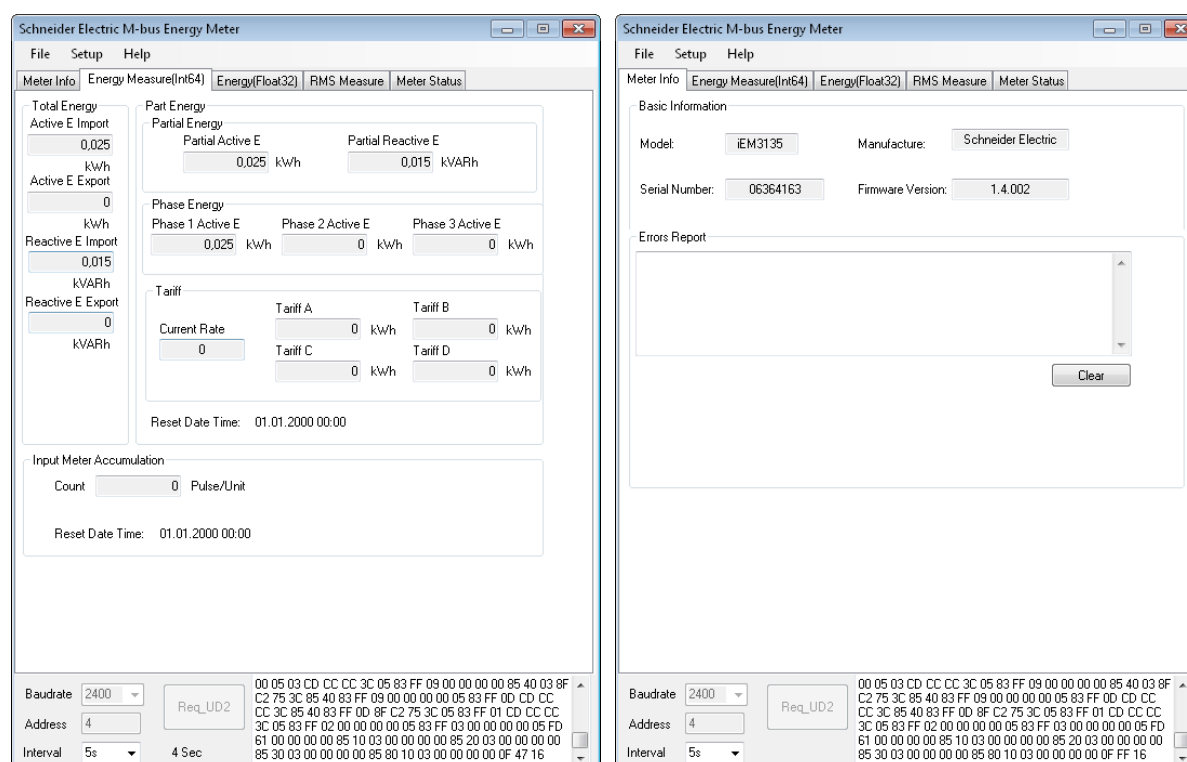 Schneider Electric M-bus Energy Meter
File Setup Help
Meter Info Energy Measure(Int64) Energy(Float32) RMS Measure Meter Status
Total Energy
Active E Import
0,025
kWh
Active E Export
0
kWh
Reactive E Import
0,015
kVARh
Reactive E Export
0
kVARh
Part Energy
Partial Energy
Partial Active E Partial Reactive E
0,025 kWh 0,015 kVARh
Phase Energy
Phase 1 Active E Phase 2 Active E Phase 3 Active E
0,025 kWh 0 kWh 0 kWh
Tariff
Tariff A Tariff B
Current Rate 0 kWh 0 kWh
0 Tariff C Tariff D
0 kWh 0 kWh
Reset Date Time: 01.01.2000 00:00
Input Meter Accumulation
Count 0 Pulse/Unit
Reset Date Time: 01.01.2000 00:00
Baudrate 2400
Address 4
Interval 5s
Req_UD2
4 Sec
00 05 03 CD CC CC 3C 05 83 FF 09 00 00 00 00 85 40 03 8F
C2 75 3C 85 40 83 FF 09 00 00 00 00 05 83 FF 0D CD CC
CC 3C 85 40 83 FF 0D 8F C2 75 3C 05 83 FF 01 CD CC CC
3C 05 83 FF 02 00 00 00 00 05 83 FF 03 00 00 00 00 05 FD
61 00 00 00 00 85 10 03 00 00 00 00 85 20 03 00 00 00 00
85 30 03 00 00 00 00 85 80 10 03 00 00 00 00 0F 47 16
Schneider Electric M-bus Energy Meter
File Setup Help
Meter Info Energy Measure(Int64) Energy(Float32) RMS Measure Meter Status
Basic Information
Model: iEM3135 Manufacture: Schneider Electric
Serial Number: 06364163 Firmware Version: 1.4.002
Errors Report
Clear
Baudrate 2400
Address 4
Interval 5s
Req_UD2
00 05 03 CD CC CC 3C 05 83 FF 09 00 00 00 00 85 40 03 8F
C2 75 3C 85 40 83 FF 09 00 00 00 00 05 83 FF 0D CD CC
CC 3C 85 40 83 FF 0D 8F C2 75 3C 05 83 FF 01 CD CC CC
3C 05 83 FF 02 00 00 00 00 05 83 FF 03 00 00 00 00 05 FD
61 00 00 00 00 85 10 03 00 00 00 00 85 20 03 00 00 00 00
85 30 03 00 00 00 00 85 80 10 03 00 00 00 00 0F FF 16